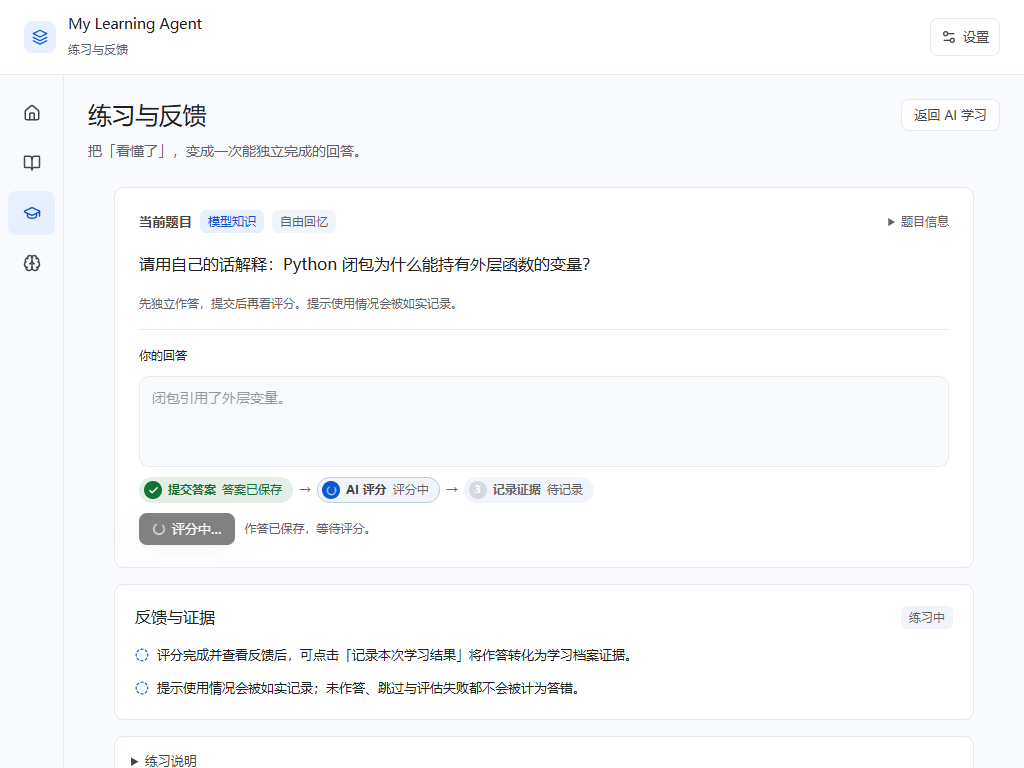 My Learning Agent
练习与反馈
设置
练习与反馈
返回 AI 学习
把「看懂了」，变成一次能独立完成的回答。
当前题目 模型知识 自由回忆
▶ 题目信息
请用自己的话解释：Python 闭包为什么能持有外层函数的变量？
先独立作答，提交后再看评分。提示使用情况会被如实记录。
你的回答
闭包引用了外层变量。
提交答案 答案已保存 → AI 评分 评分中 → 3 记录证据 待记录
评分中... 作答已保存，等待评分。
反馈与证据
练习中
评分完成并查看反馈后，可点击「记录本次学习结果」将作答转化为学习档案证据。
提示使用情况会被如实记录；未作答、跳过与评估失败都不会被计为答错。
▶ 练习说明